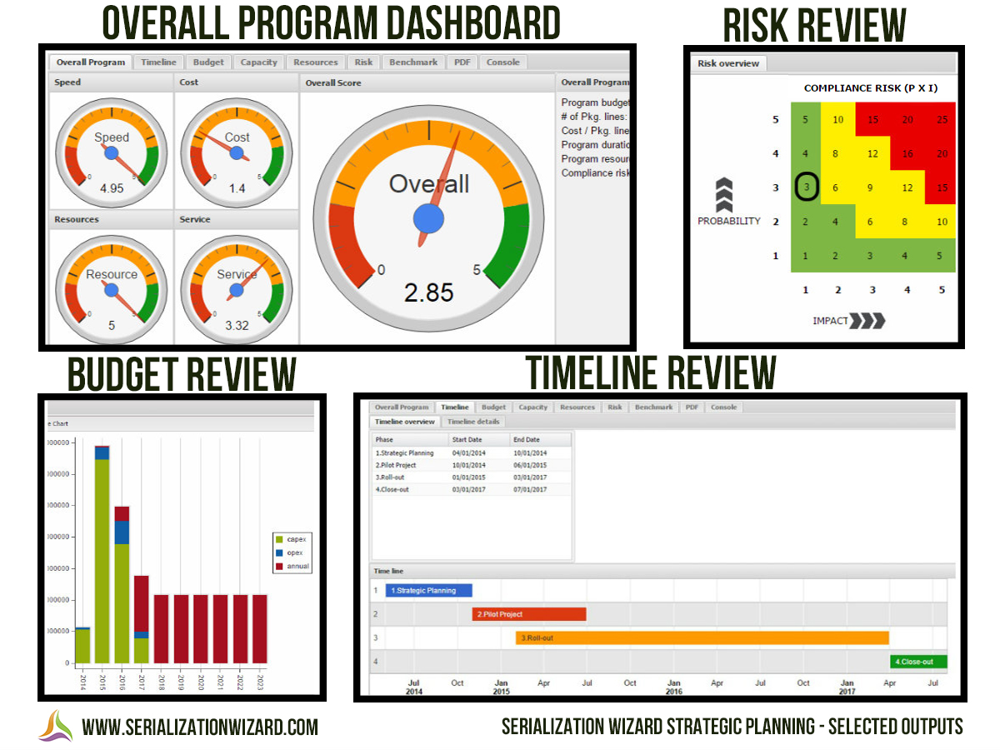 OVERALL PROGRAM DASHBOARD
Overall Program Timeline Budget Capacity Resources Risk Benchmark PDF Console
Speed
Speed
0 5
4.95
Cost
Cost
0 5
1.4
Resources
Resource
0 5
5
Service
Service
0 5
3.32
Overall Score
Overall
0 5
2.85
Overall Program
Program budget
# of Pkg. lines:
Cost / Pkg. line
Program duratio
Program resour
Compliance risk
RISK REVIEW
Risk overview
COMPLIANCE RISK (P X I)
5 5 10 15 20 25
4 4 8 12 16 20
3 3 6 9 12 15
PROBABILITY
2 2 4 6 8 10
1 1 2 3 4 5
1 2 3 4 5
IMPACT
BUDGET REVIEW
e Chart
000000
000000
000000
000000
000000
000000
000000
0
2014 2015 2016 2017 2018 2019 2020 2021 2022 2023
capex
opex
annual
TIMELINE REVIEW
Overall Program Timeline Budget Capacity Resources Risk Benchmark PDF Console
Timeline overview Timeline details
Phase Start Date End Date
1.Strategic Planning 04/01/2014 10/01/2014
2.Pilot Project 10/01/2014 06/01/2015
3.Roll-out 01/01/2015 03/01/2017
4.Close-out 03/01/2017 07/01/2017
Time line
1 1.Strategic Planning
2 2.Pilot Project
3 3.Roll-out
4 4.Close-out
Jul Oct Jan Apr Jul Oct Jan Apr Jul Oct Jan Apr Jul
2014 2015 2016 2017
WWW.SERIALIZATIONWIZARD.COM
SERIALIZATION WIZARD STRATEGIC PLANNING - SELECTED OUTPUTS